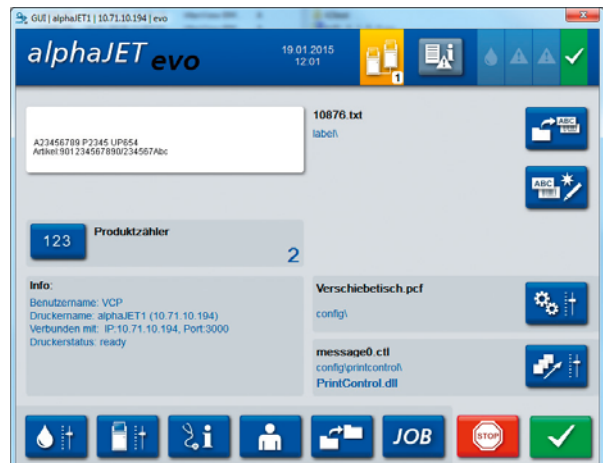 GUI | alphaJET1 | 10.71.10.194 | evo
alphaJET evo
19.01.2015
12:01
1
10876.txt
label\
A23456789 P2345 UP654
Artikel:901234567890/234567Abc
ABC
ABC
123
Produktzähler
2
Info:
Benutzername: VCP
Druckername: alphaJET1 (10.71.10.194)
Verbunden mit: IP:10.71.10.194, Port:3000
Druckerstatus: ready
Verschiebetisch.pcf
config\
message0.ctl
config\printcontrol\
PrintControl.dll
i
JOB
STOP